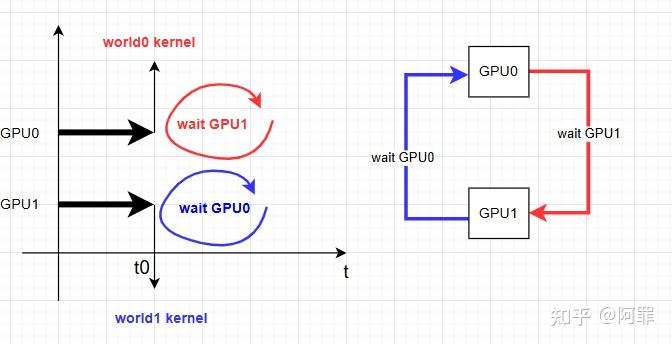 world0 kernel
GPU0
wait GPU1
GPU1
wait GPU0
t0
t
world1 kernel
GPU0
wait GPU1
wait GPU0
GPU1
知乎 @阿罪